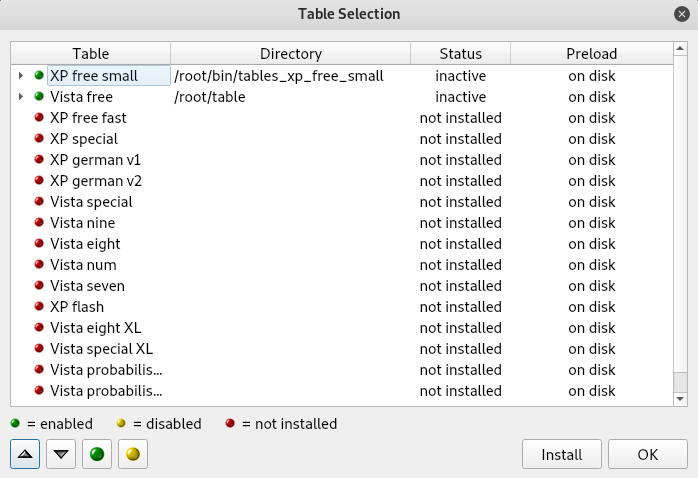 Table Selection
Table Directory Status Preload
XP free small /root/bin/tables_xp_free_small inactive on disk
Vista free /root/table inactive on disk
XP free fast not installed on disk
XP special not installed on disk
XP german v1 not installed on disk
XP german v2 not installed on disk
Vista special not installed on disk
Vista nine not installed on disk
Vista eight not installed on disk
Vista num not installed on disk
Vista seven not installed on disk
XP flash not installed on disk
Vista eight XL not installed on disk
Vista special XL not installed on disk
Vista probabilis... not installed on disk
Vista probabilis... not installed on disk
= enabled = disabled = not installed
Install OK